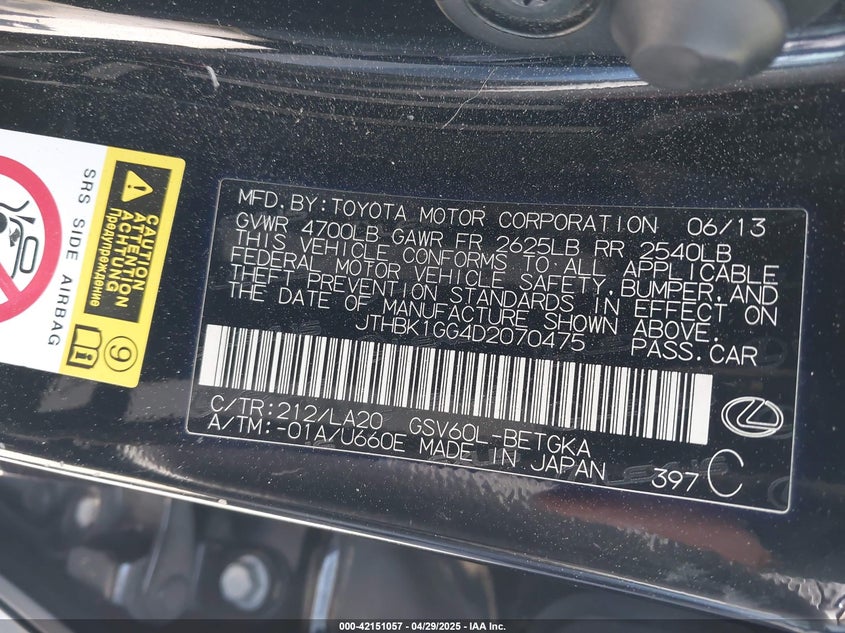 SRS SIDE AIRBAG
CAUTION
ATTENTION
ACHTUNG
Предупреждение
9
MFD. BY: TOYOTA MOTOR CORPORATION 06/13
GVWR 4700LB GAWR FR 2625LB RR 2540LB
THIS VEHICLE CONFORMS TO ALL APPLICABLE
FEDERAL MOTOR VEHICLE SAFETY, BUMPER, AND
THEFT PREVENTION STANDARDS IN EFFECT ON
THE DATE OF MANUFACTURE SHOWN ABOVE.
JTHBK1GG4D2070475 PASS.CAR
C/TR:212/LA20 GSV60L-BETGKA
A/TM:-01A/U660E MADE IN JAPAN
397 C
000-42151057 - 04/29/2025 - IAA Inc.